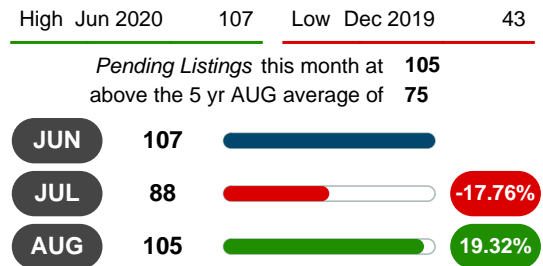 High Jun 2020 107 Low Dec 2019 43
Pending Listings this month at 105
above the 5 yr AUG average of 75
JUN 107
JUL 88 -17.76%
AUG 105 19.32%